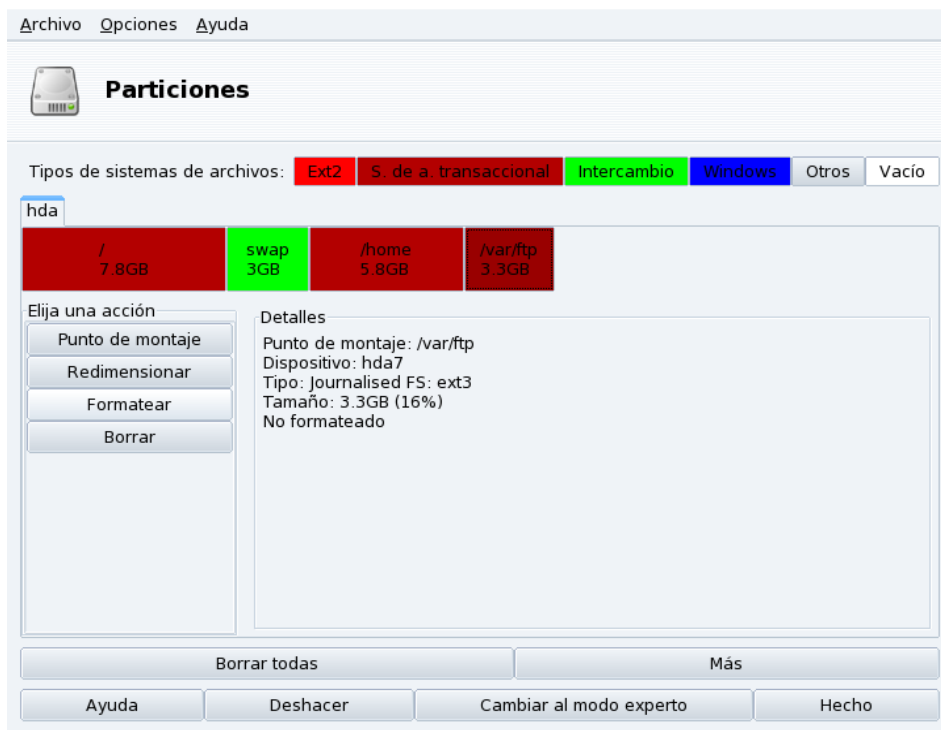 Archivo Opciones Ayuda
Particiones
Tipos de sistemas de archivos: Ext2 S. de a. transaccional Intercambio Windows Otros Vacío
hda
/ swap /home /var/ftp
7.8GB 3GB 5.8GB 3.3GB
Elija una acción
Punto de montaje
Redimensionar
Formatear
Borrar
Detalles
Punto de montaje: /var/ftp
Dispositivo: hda7
Tipo: Journalised FS: ext3
Tamaño: 3.3GB (16%)
No formateado
Borrar todas Más
Ayuda Deshacer Cambiar al modo experto Hecho